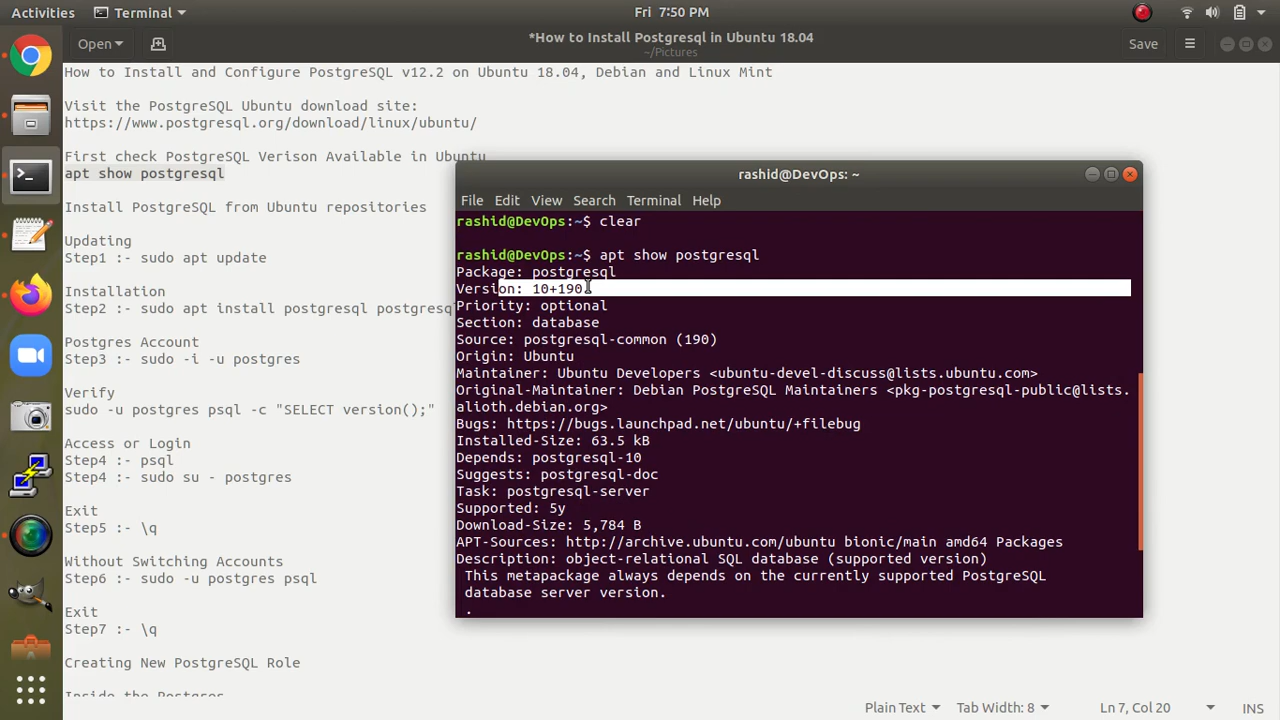 Activities
Terminal
Fri 7:50 PM
Open
*How to Install Postgresql in Ubuntu 18.04
~/Pictures
Save
How to Install and Configure PostgreSQL v12.2 on Ubuntu 18.04, Debian and Linux Mint
Visit the PostgreSQL Ubuntu download site:
https://www.postgresql.org/download/linux/ubuntu/
First check PostgreSQL Verison Available in Ubuntu
apt show postgresql
Install PostgreSQL from Ubuntu repositories
Updating
Step1 :- sudo apt update
Installation
Step2 :- sudo apt install postgresql postgresq
Postgres Account
Step3 :- sudo -i -u postgres
Verify
sudo -u postgres psql -c "SELECT version();"
Access or Login
Step4 :- psql
Step4 :- sudo su - postgres
Exit
Step5 :- \q
Without Switching Accounts
Step6 :- sudo -u postgres psql
Exit
Step7 :- \q
Creating New PostgreSQL Role
Inside the Postgres
rashid@DevOps: ~
File Edit View Search Terminal Help
rashid@DevOps:~$ clear
rashid@DevOps:~$ apt show postgresql
Package: postgresql
Version: 10+190
Priority: optional
Section: database
Source: postgresql-common (190)
Origin: Ubuntu
Maintainer: Ubuntu Developers <ubuntu-devel-discuss@lists.ubuntu.com>
Original-Maintainer: Debian PostgreSQL Maintainers <pkg-postgresql-public@lists.
alioth.debian.org>
Bugs: https://bugs.launchpad.net/ubuntu/+filebug
Installed-Size: 63.5 kB
Depends: postgresql-10
Suggests: postgresql-doc
Task: postgresql-server
Supported: 5y
Download-Size: 5,784 B
APT-Sources: http://archive.ubuntu.com/ubuntu bionic/main amd64 Packages
Description: object-relational SQL database (supported version)
This metapackage always depends on the currently supported PostgreSQL
database server version.
.
Plain Text
Tab Width: 8
Ln 7, Col 20
INS